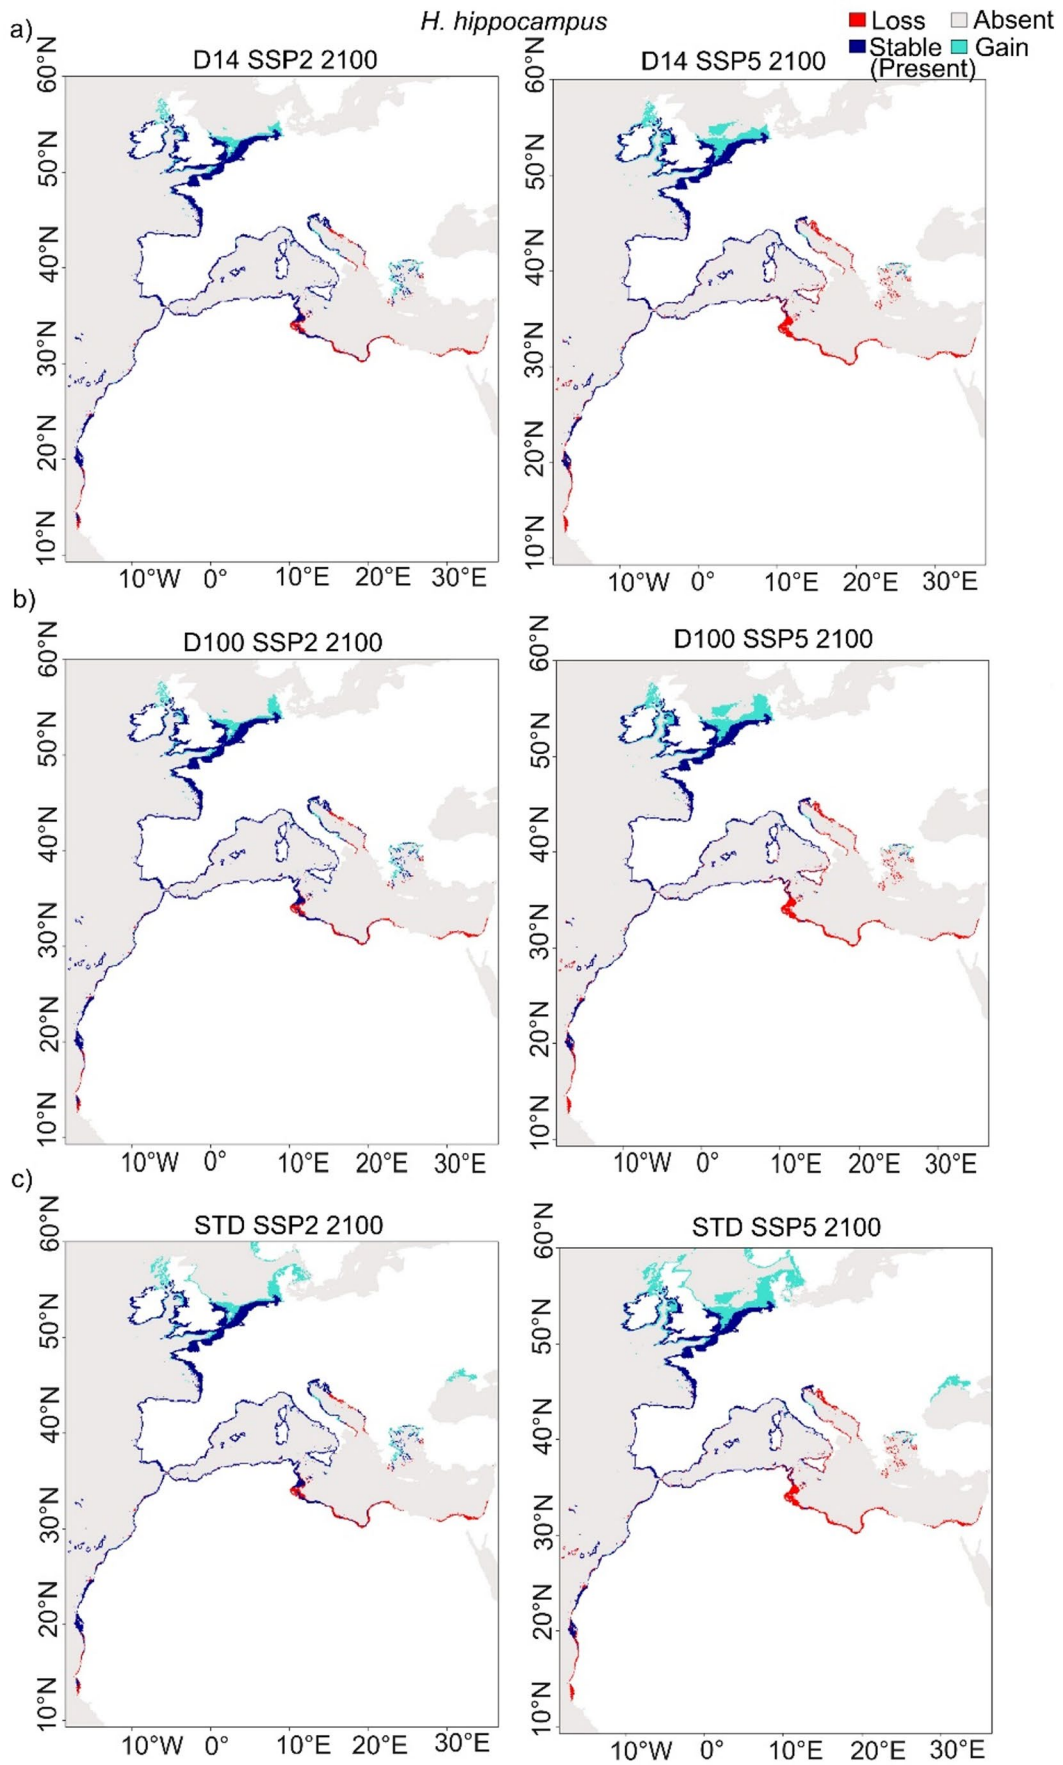 a)
H. hippocampus
Loss Absent
Stable Gain
(Present)
D14 SSP2 2100
D14 SSP5 2100
60°N
50°N
40°N
30°N
20°N
10°N
10°W 0° 10°E 20°E 30°E
60°N
50°N
40°N
30°N
20°N
10°N
10°W 0° 10°E 20°E 30°E
b)
D100 SSP2 2100
D100 SSP5 2100
60°N
50°N
40°N
30°N
20°N
10°N
10°W 0° 10°E 20°E 30°E
60°N
50°N
40°N
30°N
20°N
10°N
10°W 0° 10°E 20°E 30°E
c)
STD SSP2 2100
STD SSP5 2100
60°N
50°N
40°N
30°N
20°N
10°N
10°W 0° 10°E 20°E 30°E
60°N
50°N
40°N
30°N
20°N
10°N
10°W 0° 10°E 20°E 30°E